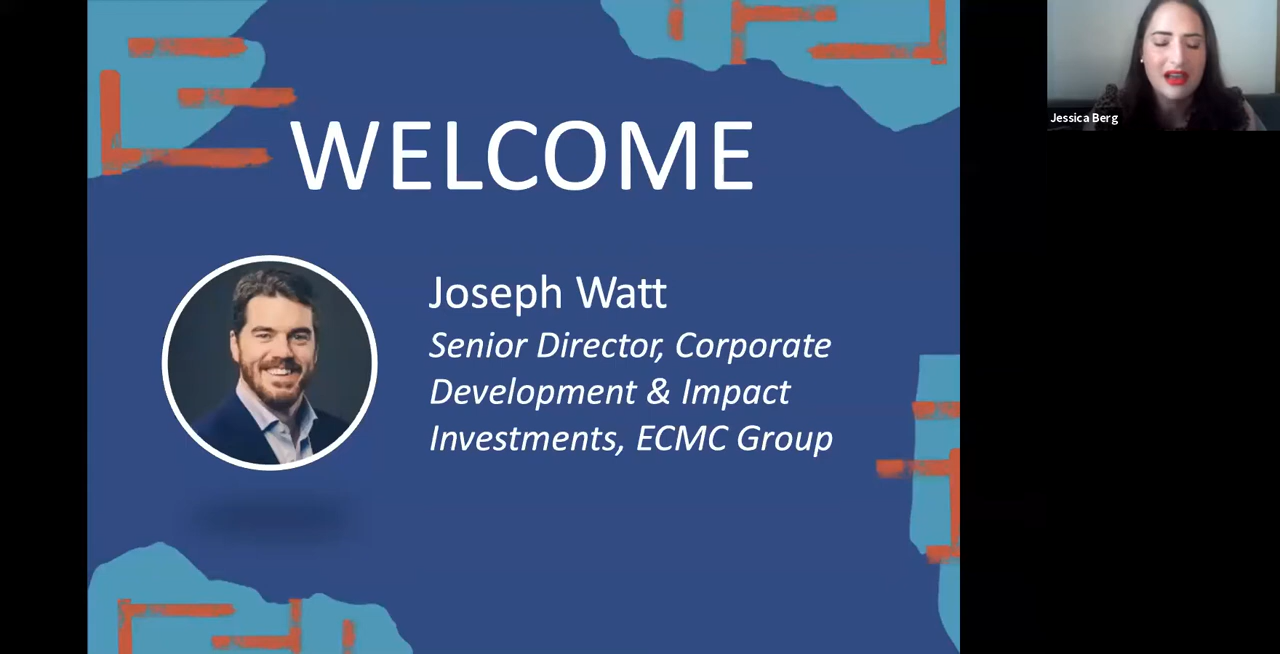 WELCOME
Joseph Watt
Senior Director, Corporate
Development & Impact
Investments, ECMC Group
Jessica Berg